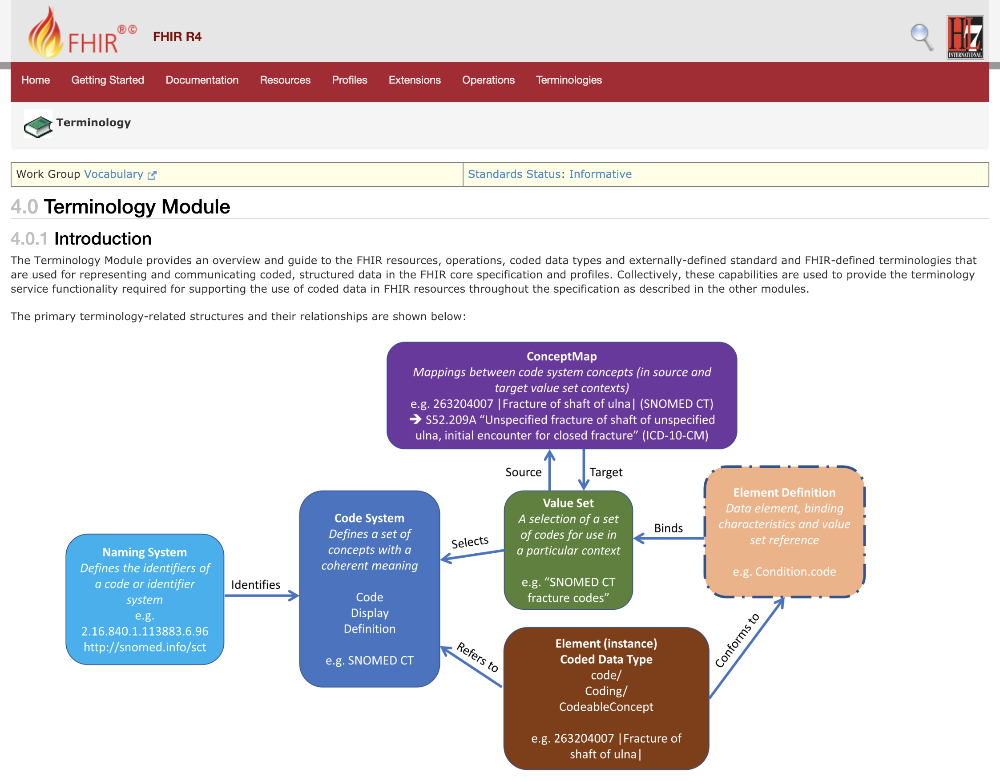 FHIR®©
FHIR R4
HL7
INTERNATIONAL
Home Getting Started Documentation Resources Profiles Extensions Operations Terminologies
Terminology
Work Group Vocabulary
Standards Status: Informative
4.0 Terminology Module
4.0.1 Introduction
The Terminology Module provides an overview and guide to the FHIR resources, operations, coded data types and externally-defined standard and FHIR-defined terminologies that
are used for representing and communicating coded, structured data in the FHIR core specification and profiles. Collectively, these capabilities are used to provide the terminology
service functionality required for supporting the use of coded data in FHIR resources throughout the specification as described in the other modules.
The primary terminology-related structures and their relationships are shown below:
ConceptMap
Mappings between code system concepts (in source and
target value set contexts)
e.g. 263204007 |Fracture of shaft of ulna| (SNOMED CT)
➔ S52.209A “Unspecified fracture of shaft of unspecified
ulna, initial encounter for closed fracture” (ICD-10-CM)
Source
Target
Naming System
Defines the identifiers of
a code or identifier
system
e.g.
2.16.840.1.113883.6.96
http://snomed.info/sct
Identifies
Code System
Defines a set of
concepts with a
coherent meaning
Code
Display
Definition
e.g. SNOMED CT
Selects
Value Set
A selection of a set
of codes for use in
a particular context
e.g. “SNOMED CT
fracture codes”
Binds
Element Definition
Data element, binding
characteristics and value
set reference
e.g. Condition.code
Refers to
Element (instance)
Coded Data Type
code/
Coding/
CodeableConcept
e.g. 263204007 |Fracture of
shaft of ulna|
Conforms to